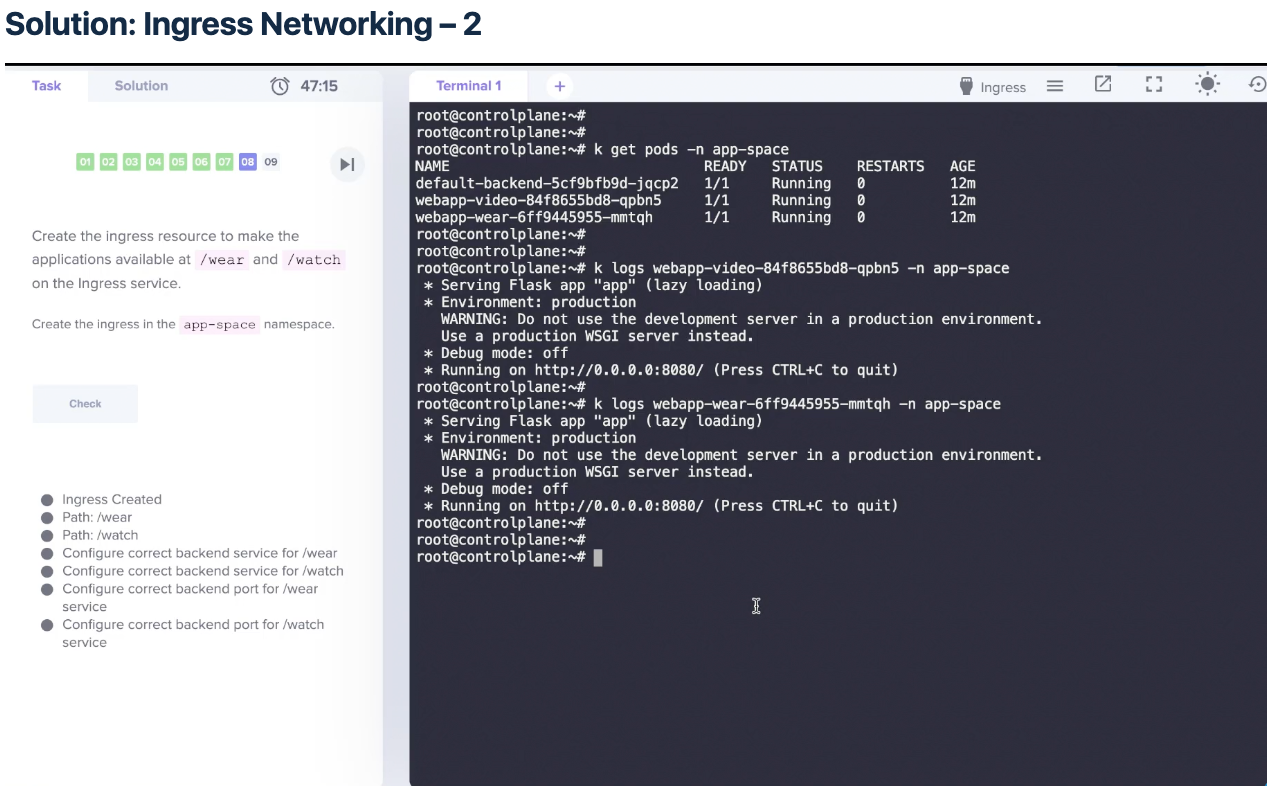 Solution: Ingress Networking – 2
Task
Solution
47:15
01 02 03 04 05 06 07 08 09
Create the ingress resource to make the
applications available at /wear and /watch
on the Ingress service.
Create the ingress in the app-space namespace.
Check
Ingress Created
Path: /wear
Path: /watch
Configure correct backend service for /wear
Configure correct backend service for /watch
Configure correct backend port for /wear
service
Configure correct backend port for /watch
service
Terminal 1
+
Ingress
root@controlplane:~#
root@controlplane:~#
root@controlplane:~# k get pods -n app-space
NAME READY STATUS RESTARTS AGE
default-backend-5cf9bfb9d-jqcp2 1/1 Running 0 12m
webapp-video-84f8655bd8-qpbn5 1/1 Running 0 12m
webapp-wear-6ff9445955-mmtqh 1/1 Running 0 12m
root@controlplane:~#
root@controlplane:~#
root@controlplane:~# k logs webapp-video-84f8655bd8-qpbn5 -n app-space
* Serving Flask app "app" (lazy loading)
* Environment: production
WARNING: Do not use the development server in a production environment.
Use a production WSGI server instead.
* Debug mode: off
* Running on http://0.0.0.0:8080/ (Press CTRL+C to quit)
root@controlplane:~#
root@controlplane:~# k logs webapp-wear-6ff9445955-mmtqh -n app-space
* Serving Flask app "app" (lazy loading)
* Environment: production
WARNING: Do not use the development server in a production environment.
Use a production WSGI server instead.
* Debug mode: off
* Running on http://0.0.0.0:8080/ (Press CTRL+C to quit)
root@controlplane:~#
root@controlplane:~#
root@controlplane:~#